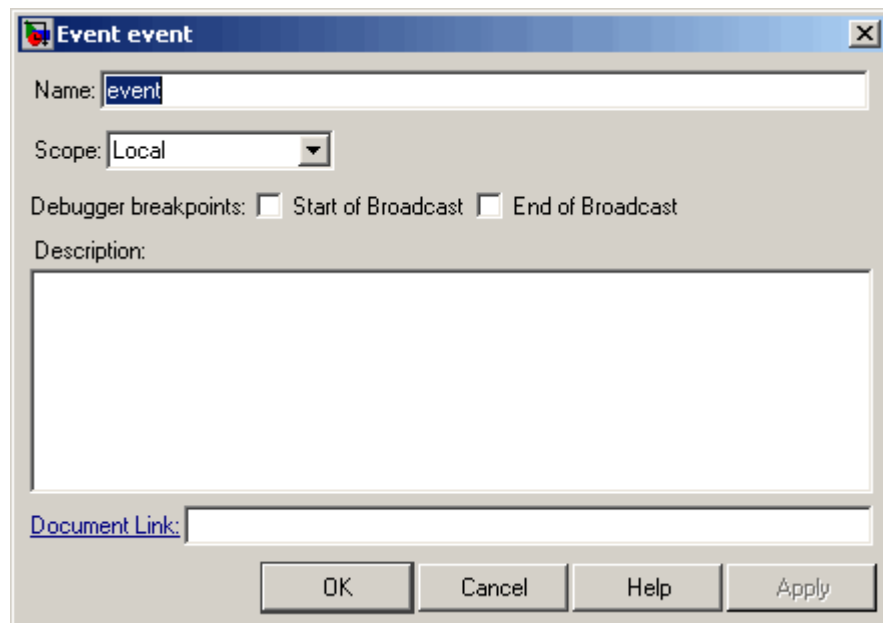 Event event
Name: event
Scope: Local
Debugger breakpoints: Start of Broadcast End of Broadcast
Description:
Document Link:
OK Cancel Help Apply